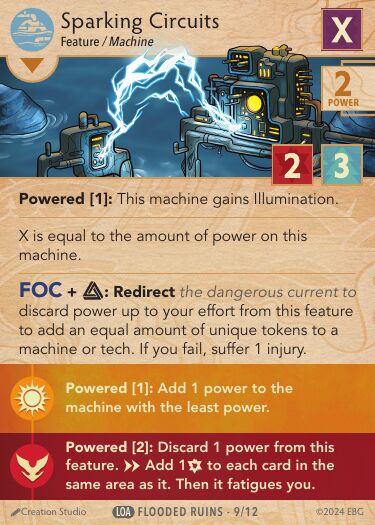 Sparking Circuits
Feature / Machine
X
2
POWER
2 3
Powered [1]: This machine gains Illumination.
X is equal to the amount of power on this
machine.
FOC + : Redirect the dangerous current to
discard power up to your effort from this feature
to add an equal amount of unique tokens to a
machine or tech. If you fail, suffer 1 injury.
Powered [1]: Add 1 power to the
machine with the least power.
Powered [2]: Discard 1 power from this
feature. Add 1 to each card in the
same area as it. Then it fatigues you.
Creation Studio LOA FLOODED RUINS - 9/12 ©2024 EBG